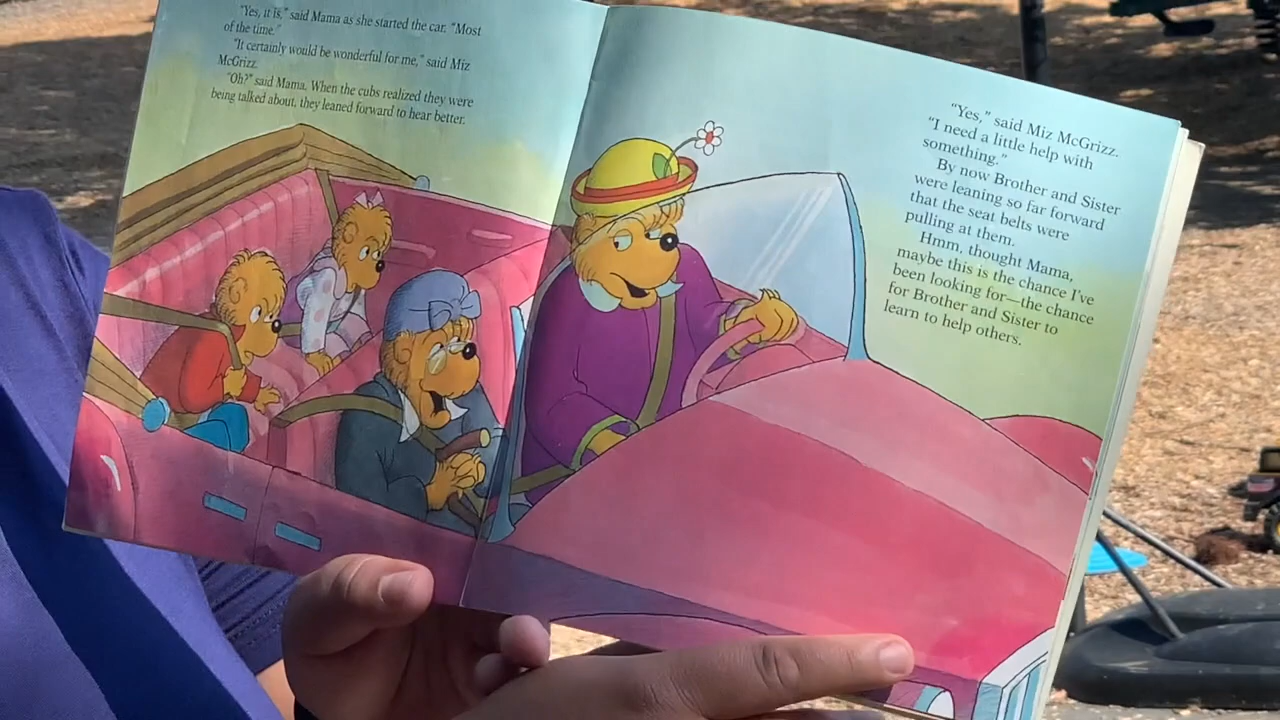 "Yes, it is," said Mama as she started the car. "Most
of the time."
"It certainly would be wonderful for me," said Miz
McGrizz.
"Oh?" said Mama. When the cubs realized they were
being talked about, they leaned forward to hear better.
"Yes," said Miz McGrizz.
"I need a little help with
something."
By now Brother and Sister
were leaning so far forward
that the seat belts were
pulling at them.
Hmm, thought Mama,
maybe this is the chance I've
been looking for—the chance
for Brother and Sister to
learn to help others.